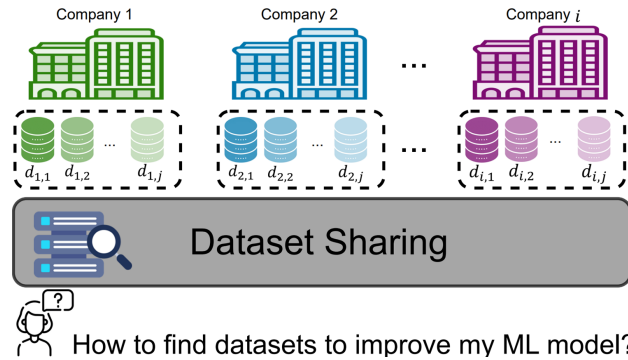 Company 1 Company 2 Company i
...
d1,1 d1,2 ... d1,j d2,1 d2,2 ... d2,j ... di,1 di,2 ... di,j
Dataset Sharing
?
How to find datasets to improve my ML model?